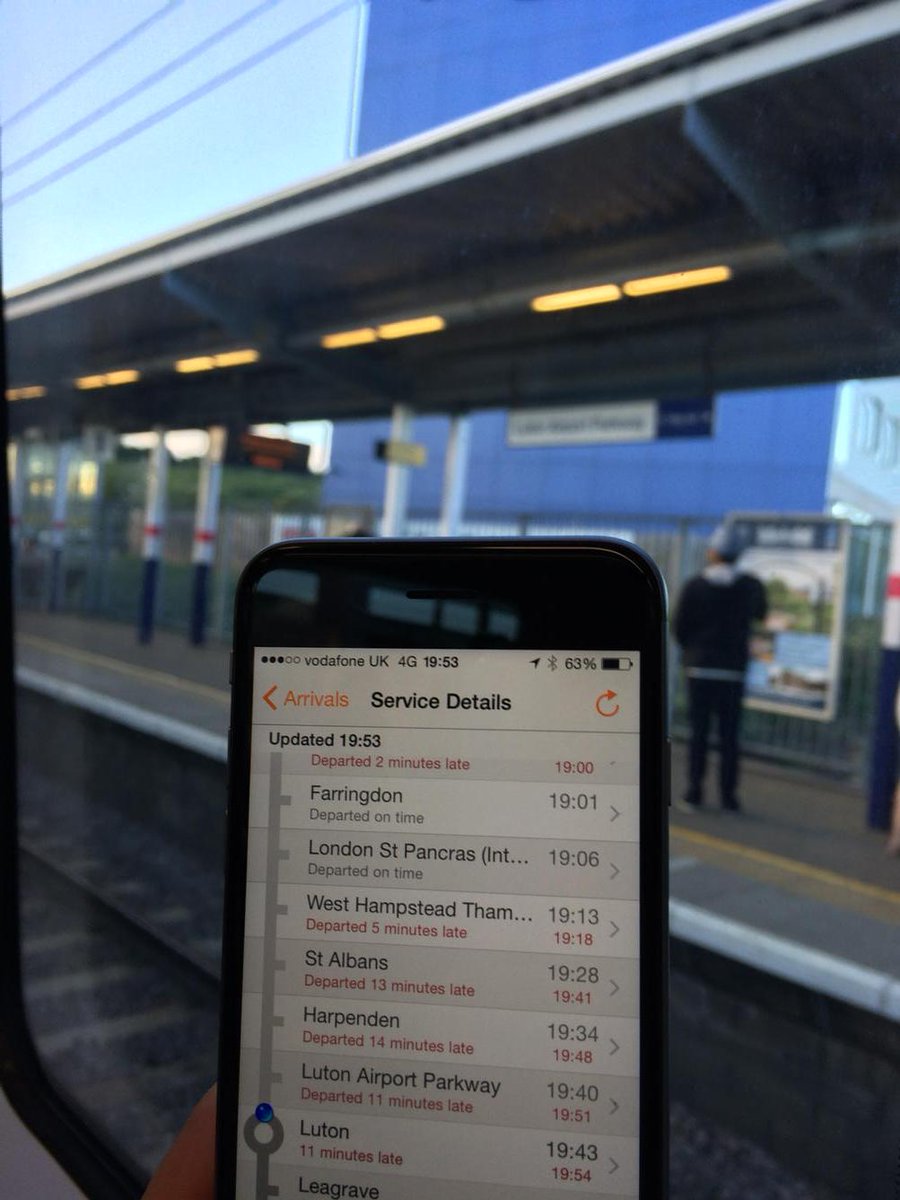 Luton Airport Parkway
vodafone UK 4G 19:53 63%
Arrivals Service Details
Updated 19:53
Departed 2 minutes late 19:00
Farringdon 19:01
Departed on time
London St Pancras (Int... 19:06
Departed on time
West Hampstead Tham... 19:13
Departed 5 minutes late 19:18
St Albans 19:28
Departed 13 minutes late 19:41
Harpenden 19:34
Departed 14 minutes late 19:48
Luton Airport Parkway 19:40
Departed 11 minutes late 19:51
Luton 19:43
11 minutes late 19:54
Leagrave